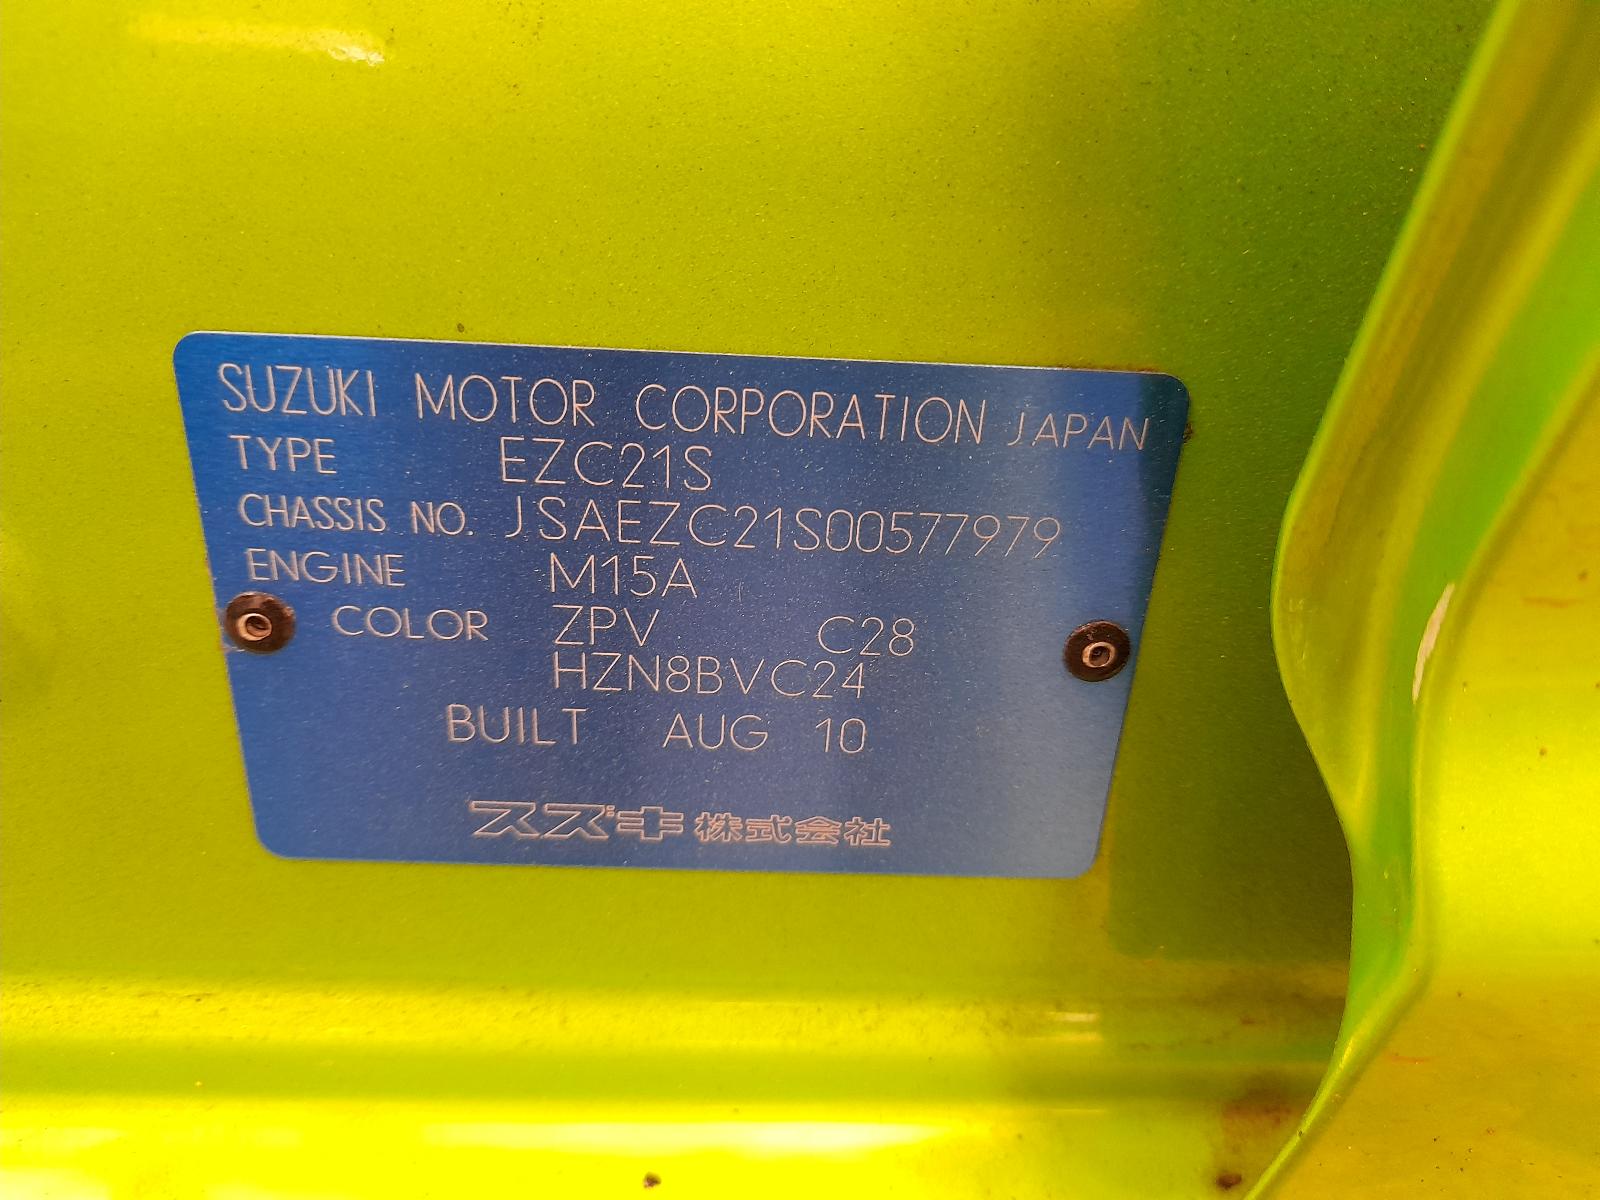 SUZUKI MOTOR CORPORATION JAPAN
TYPE EZC21S
CHASSIS NO. JSAEZC21S00577979
ENGINE M15A
COLOR ZPV C28
HZN8BVC24
BUILT AUG 10
スズキ株式会社